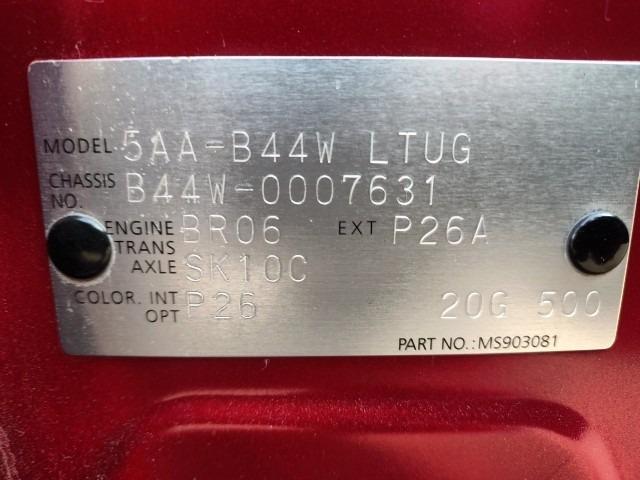 MODEL 5AA-B44W LTUG
CHASSIS NO. B44W-0007631
ENGINE BR06 EXT P26A
TRANS AXLE SK10C
COLOR. INT OPT P26 20G 500
PART NO.:MS903081